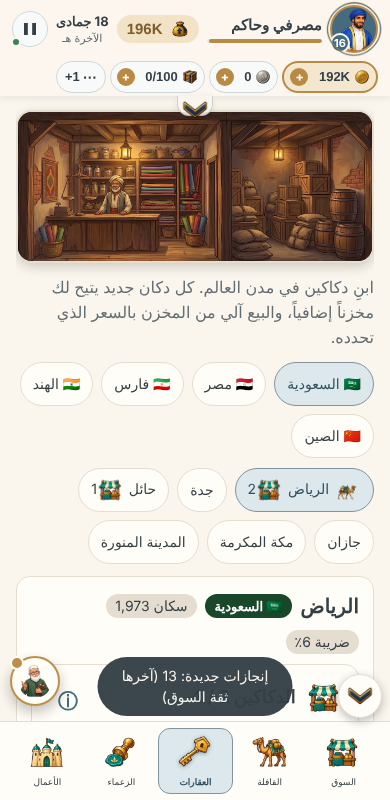 مصرفي وحاكم
16
196K
18 جمادى
الآخرة هـ
192K +
0 +
0/100 +
+1 ...
ابنِ دكاكين في مدن العالم. كل دكان جديد يتيح لك
مخزناً إضافياً، والبيع آلي من المخزن بالسعر الذي
تحدده.
السعودية
مصر
فارس
الهند
الصين
الرياض 2
جدة
حائل 1
جازان
مكة المكرمة
المدينة المنورة
الرياض
السعودية
سكان 1,973
ضريبة 6٪
الدكاكين
إنجازات جديدة: 13 (آخرها
ثقة السوق)
السوق
القافلة
العقارات
الزعماء
الأعمال